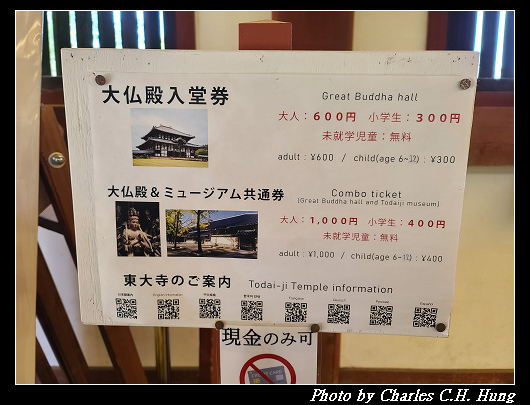 大仏殿入堂券
Great Buddha hall
大人：600円 小学生：300円
未就学児童：無料
adult : ¥600 / child(age 6~12) : ¥300
大仏殿＆ミュージアム共通券
Combo ticket
(Great Buddha hall and Todaiji museum)
大人：1,000円 小学生：400円
未就学児童：無料
adult : ¥1,000 / child(age 6~12) : ¥400
東大寺のご案内
Todai-ji Temple information
現金のみ可
Photo by Charles C.H. Hung